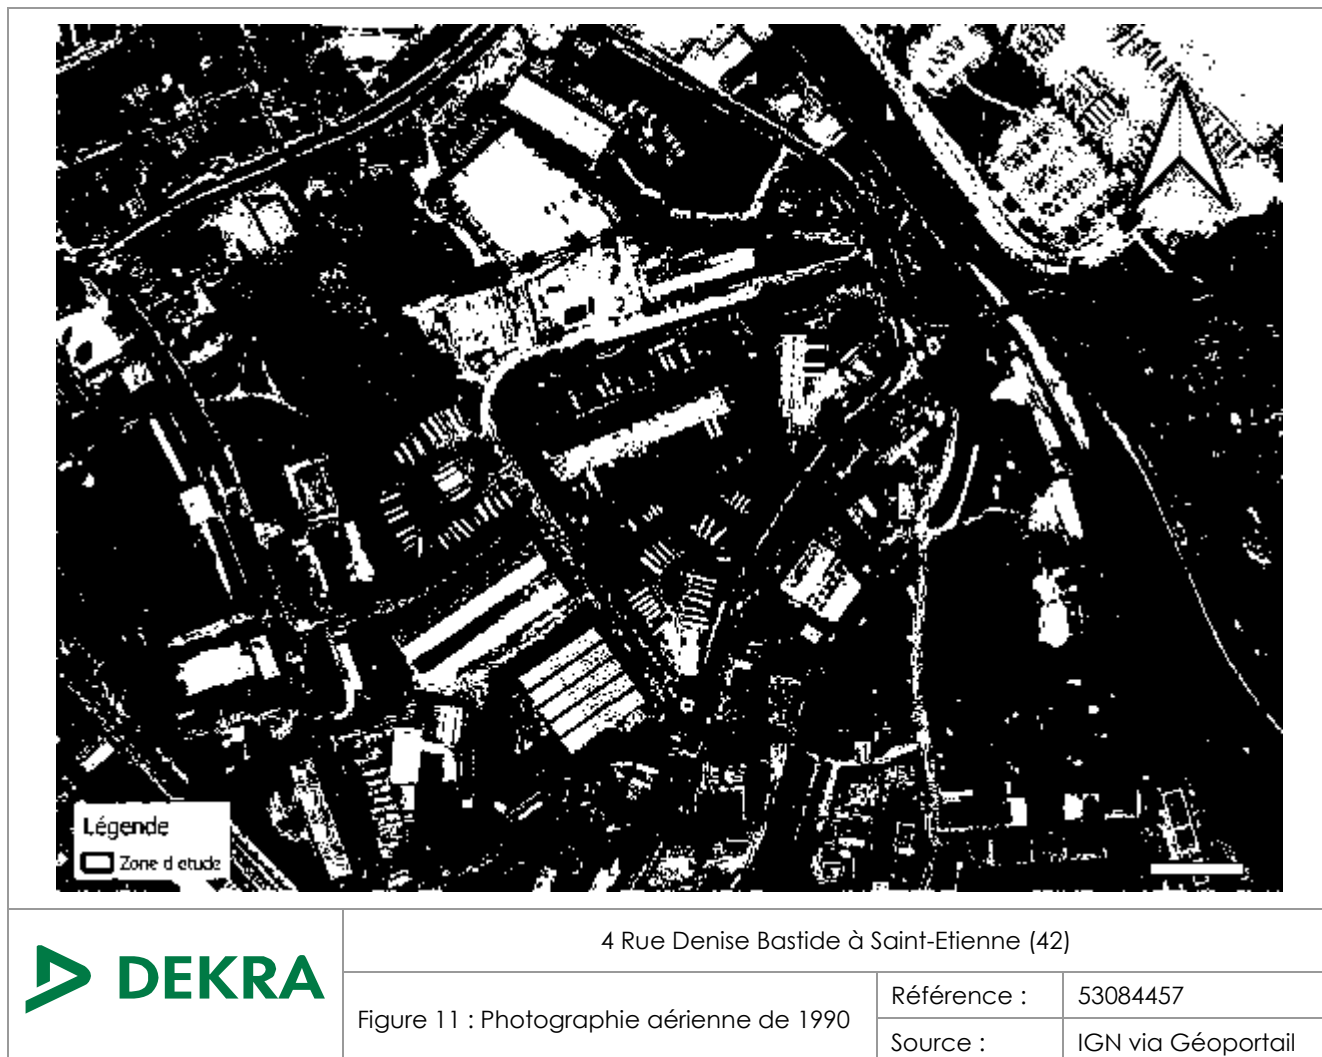 Légende
Zone d etude
DEKRA
4 Rue Denise Bastide à Saint-Etienne (42)
Figure 11 : Photographie aérienne de 1990
Référence :
53084457
Source :
IGN via Géoportail